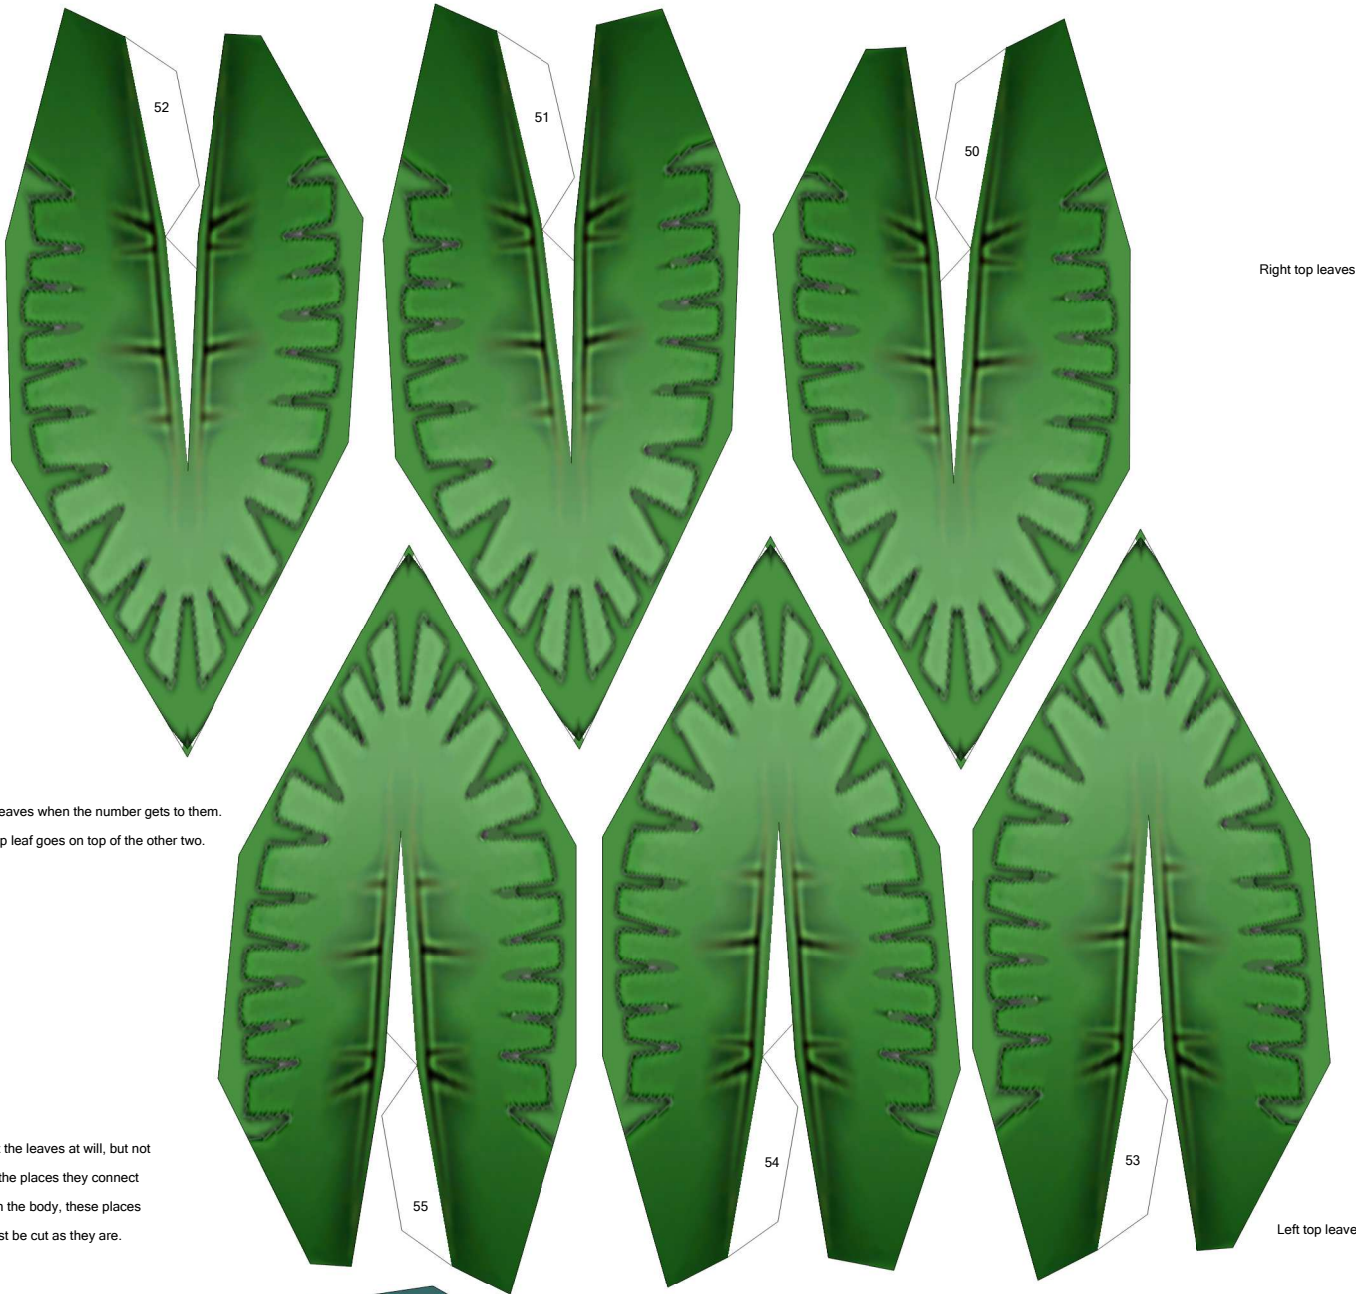 52
51
50
Right top leaves
eaves when the number gets to them.
p leaf goes on top of the other two.
the leaves at will, but not
the places they connect
the body, these places
st be cut as they are.
55
54
53
Left top leave